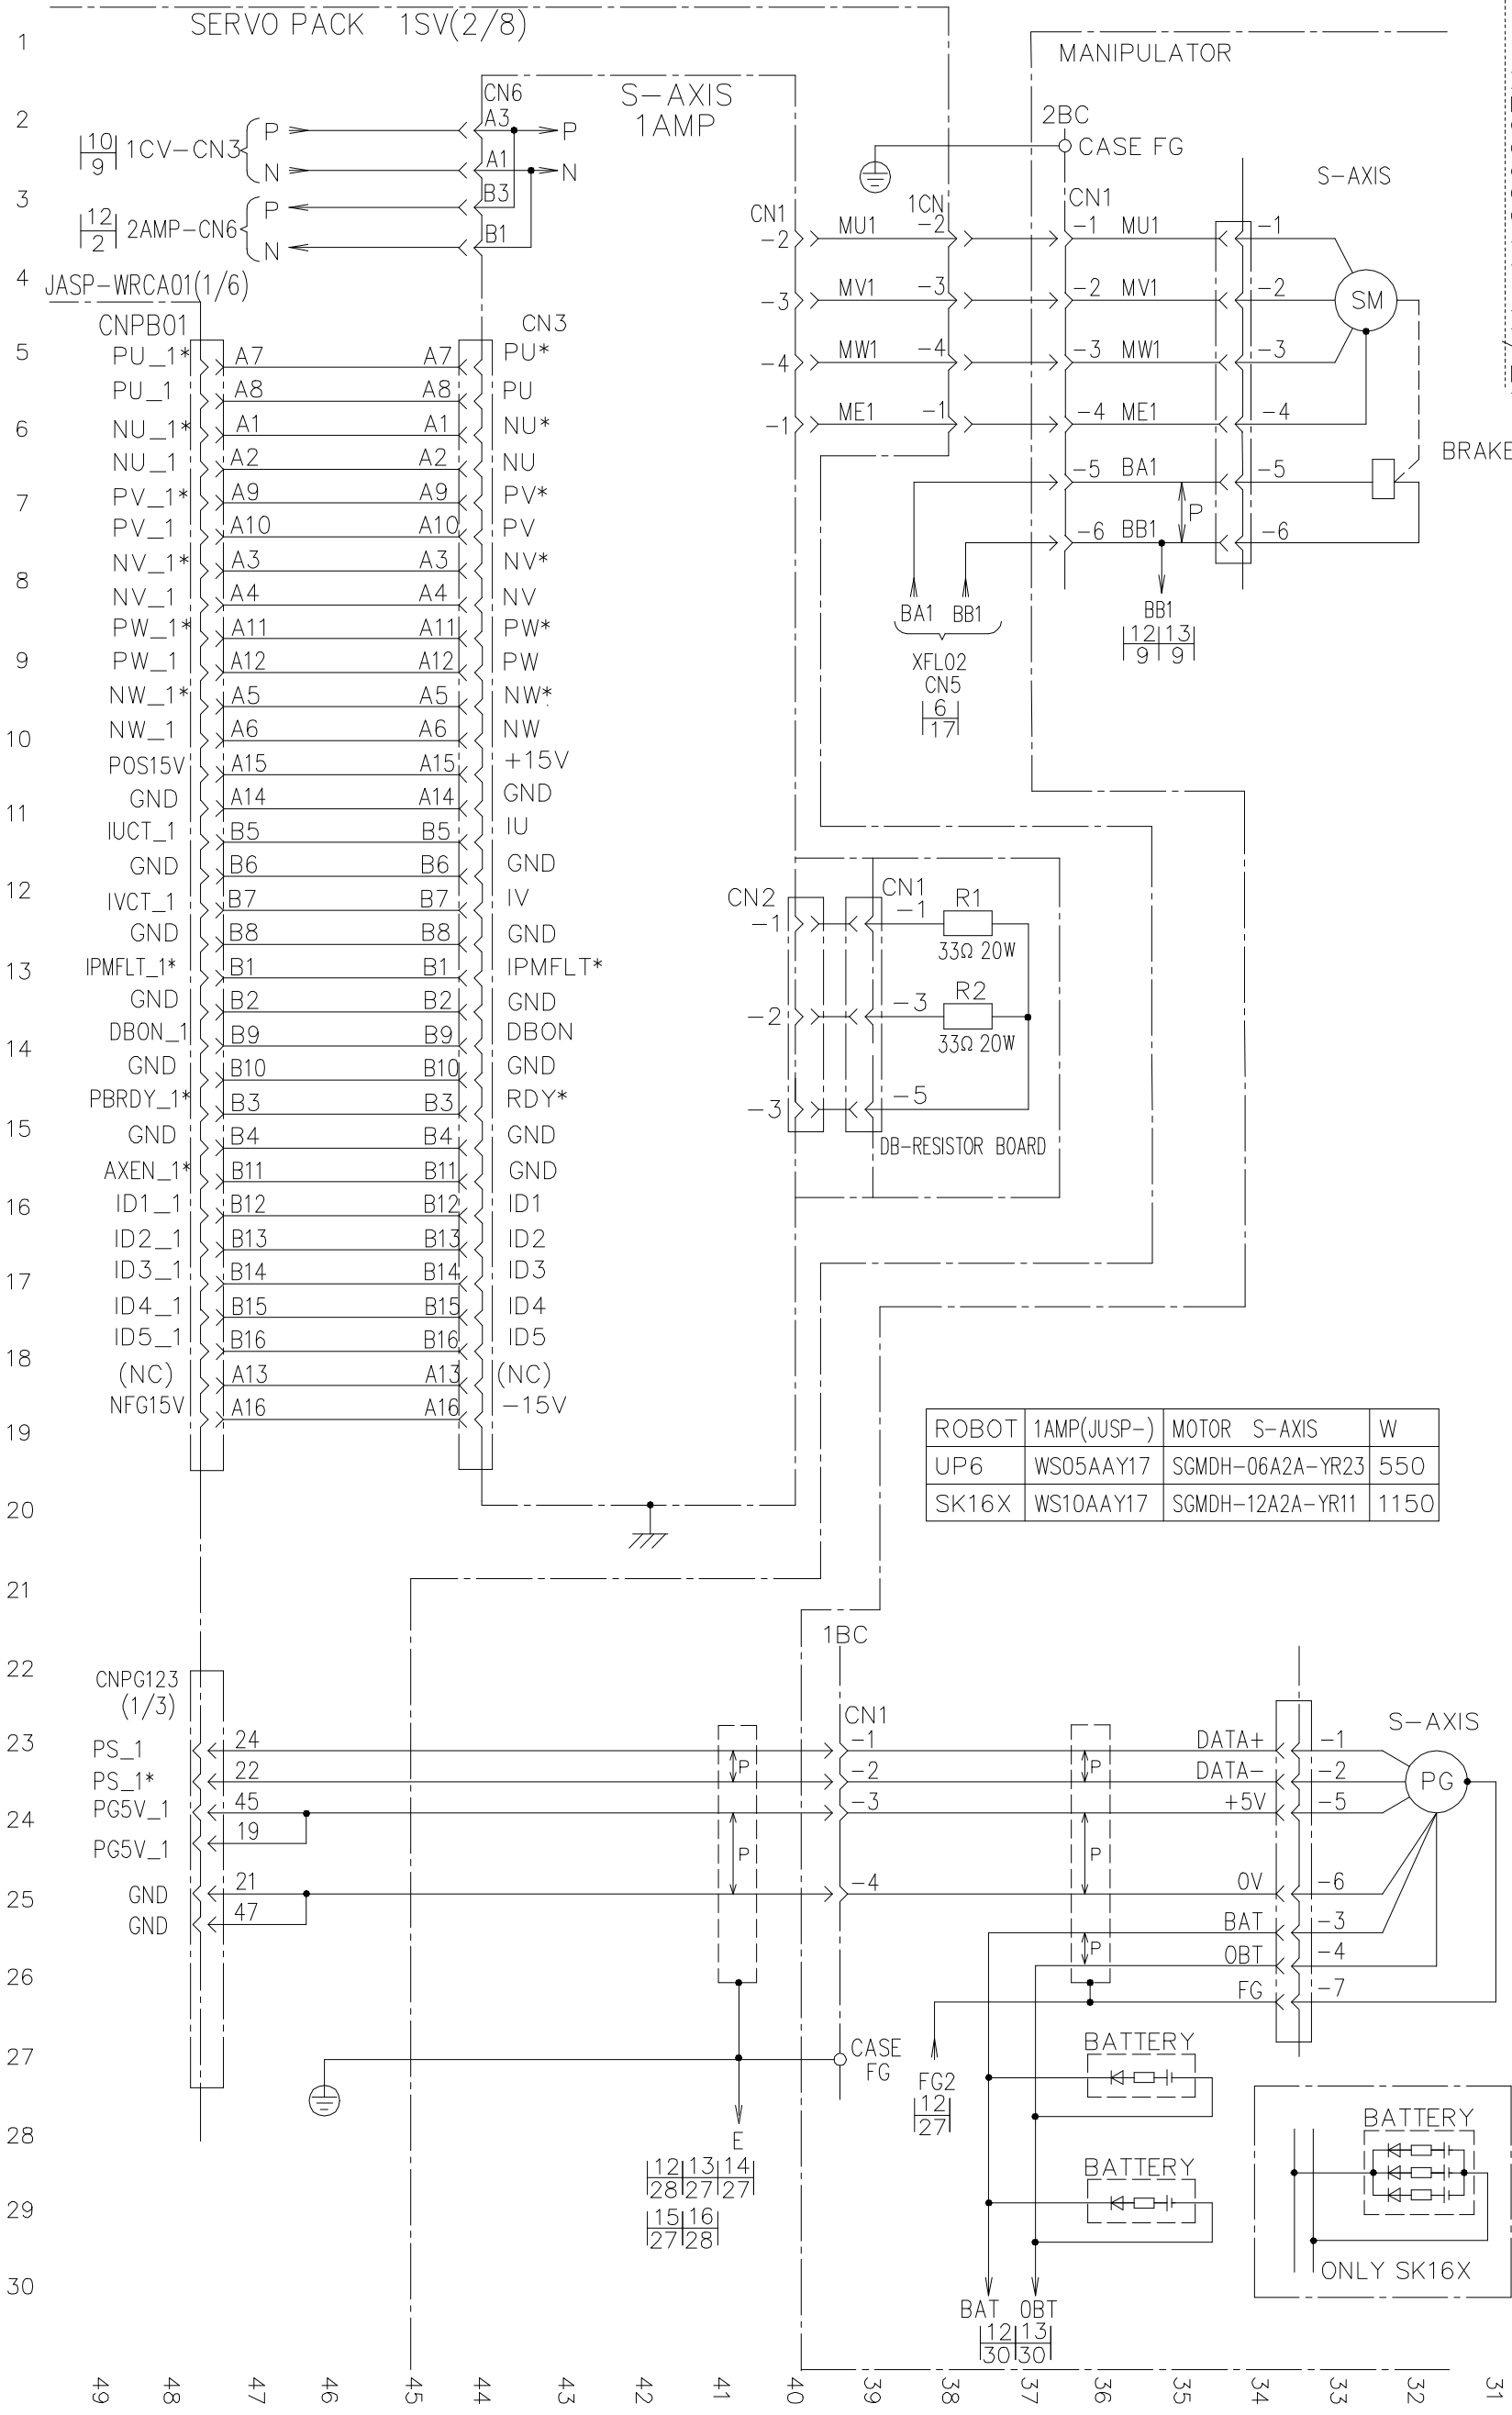 SERVO PACK 1SV(2/8)
MANIPULATOR
S-AXIS
1AMP
CN6
A3
P
P
10
9
1CV-CN3
A1
N
N
B3
P
12
2
2AMP-CN6
B1
N
2BC
CASE FG
S-AXIS
CN1
1CN
CN1
-2 MU1 -2 -1 MU1 -1
-3 MV1 -3 -2 MV1 -2
SM
-4 MW1 -4 -3 MW1 -3
-1 ME1 -1 -4 ME1 -4
BRAKE
-5 BA1 -5
P
-6 BB1 -6
BA1 BB1
XFL02
CN5
6
17
BB1
12 13
9 9
JASP-WRCA01(1/6)
CNPB01 CN3
PU_1* A7 A7 PU*
PU_1 A8 A8 PU
NU_1* A1 A1 NU*
NU_1 A2 A2 NU
PV_1* A9 A9 PV*
PV_1 A10 A10 PV
NV_1* A3 A3 NV*
NV_1 A4 A4 NV
PW_1* A11 A11 PW*
PW_1 A12 A12 PW
NW_1* A5 A5 NW*
NW_1 A6 A6 NW
POS15V A15 A15 +15V
GND A14 A14 GND
IUCT_1 B5 B5 IU
GND B6 B6 GND
IVCT_1 B7 B7 IV
GND B8 B8 GND
IPMFLT_1* B1 B1 IPMFLT*
GND B2 B2 GND
DBON_1 B9 B9 DBON
GND B10 B10 GND
PBRDY_1* B3 B3 RDY*
GND B4 B4 GND
AXEN_1* B11 B11 GND
ID1_1 B12 B12 ID1
ID2_1 B13 B13 ID2
ID3_1 B14 B14 ID3
ID4_1 B15 B15 ID4
ID5_1 B16 B16 ID5
(NC) A13 A13 (NC)
NFG15V A16 A16 -15V
CN2 CN1
-1 -1 R1
33Ω 20W
-2 -3 R2
33Ω 20W
-3 -5
DB-RESISTOR BOARD
ROBOT 1AMP(JUSP-) MOTOR S-AXIS W
UP6 WS05AAY17 SGMDH-06A2A-YR23 550
SK16X WS10AAY17 SGMDH-12A2A-YR11 1150
1BC
CNPG123
(1/3)
CN1
S-AXIS
PS_1 24 -1 DATA+ -1
P P
PS_1* 22 -2 DATA- -2
PG
PG5V_1 45 -3 +5V -5
PG5V_1 19
P P
GND 21 -4 0V -6
GND 47
BAT -3
P
0BT -4
FG -7
CASE
FG
FG2
12
27
BATTERY
BATTERY
E
12 13 14
28 27 27
15 16
27 28
BATTERY
ONLY SK16X
BAT 0BT
12 13
30 30
1
2
3
4
5
6
7
8
9
10
11
12
13
14
15
16
17
18
19
20
21
22
23
24
25
26
27
28
29
30
49 48 47 46 45 44 43 42 41 40 39 38 37 36 35 34 33 32 31